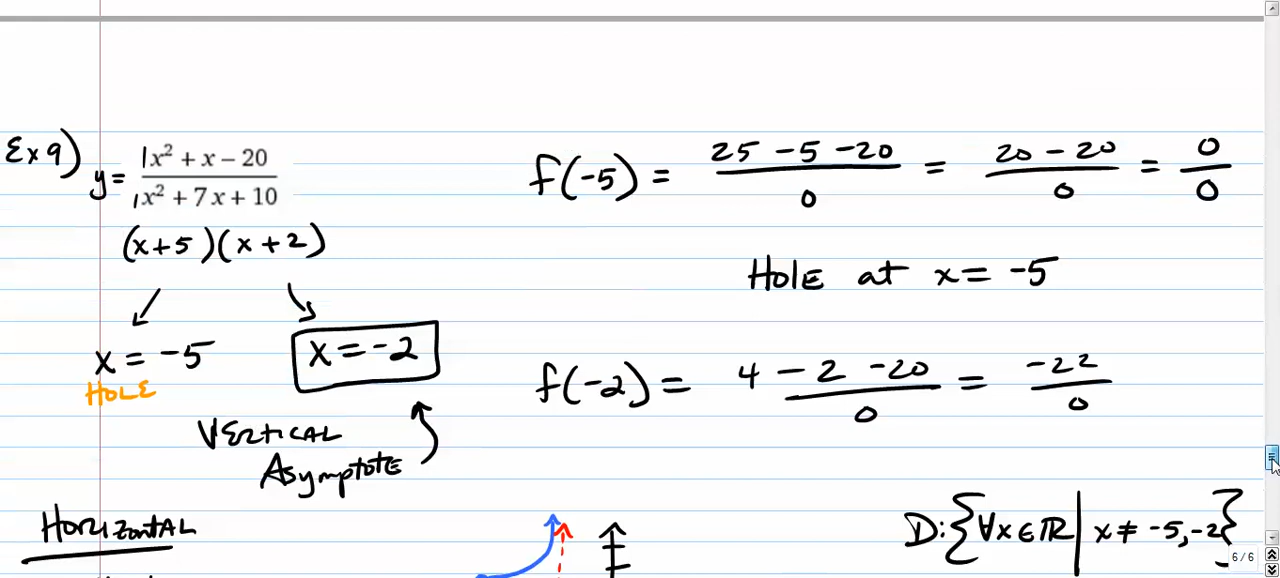 Ex 9) y = 1x² + x − 20 / 1x² + 7x + 10
(x+5)(x+2)
x = -5 x = -2
HOLE
VERTICAL
Asymptote
HORIZONTAL
f(-5) = 25 - 5 - 20 / 0 = 20 - 20 / 0 = 0 / 0
HOLE at x = -5
f(-2) = 4 - 2 - 20 / 0 = -22 / 0
D: {∀x∈ℝ | x ≠ -5, -2}
6 / 6